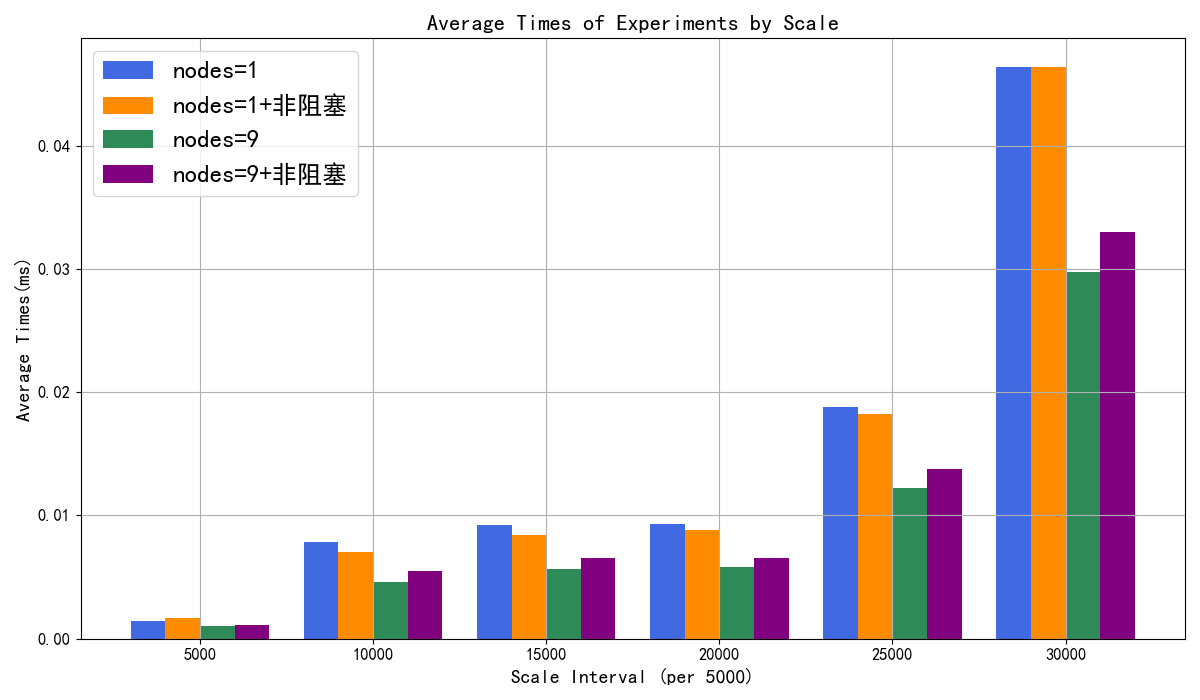 Average Times of Experiments by Scale
nodes=1
nodes=1+非阻塞
nodes=9
nodes=9+非阻塞
Average Times(ms)
0.04
0.03
0.02
0.01
0.00
5000 10000 15000 20000 25000 30000
Scale Interval (per 5000)